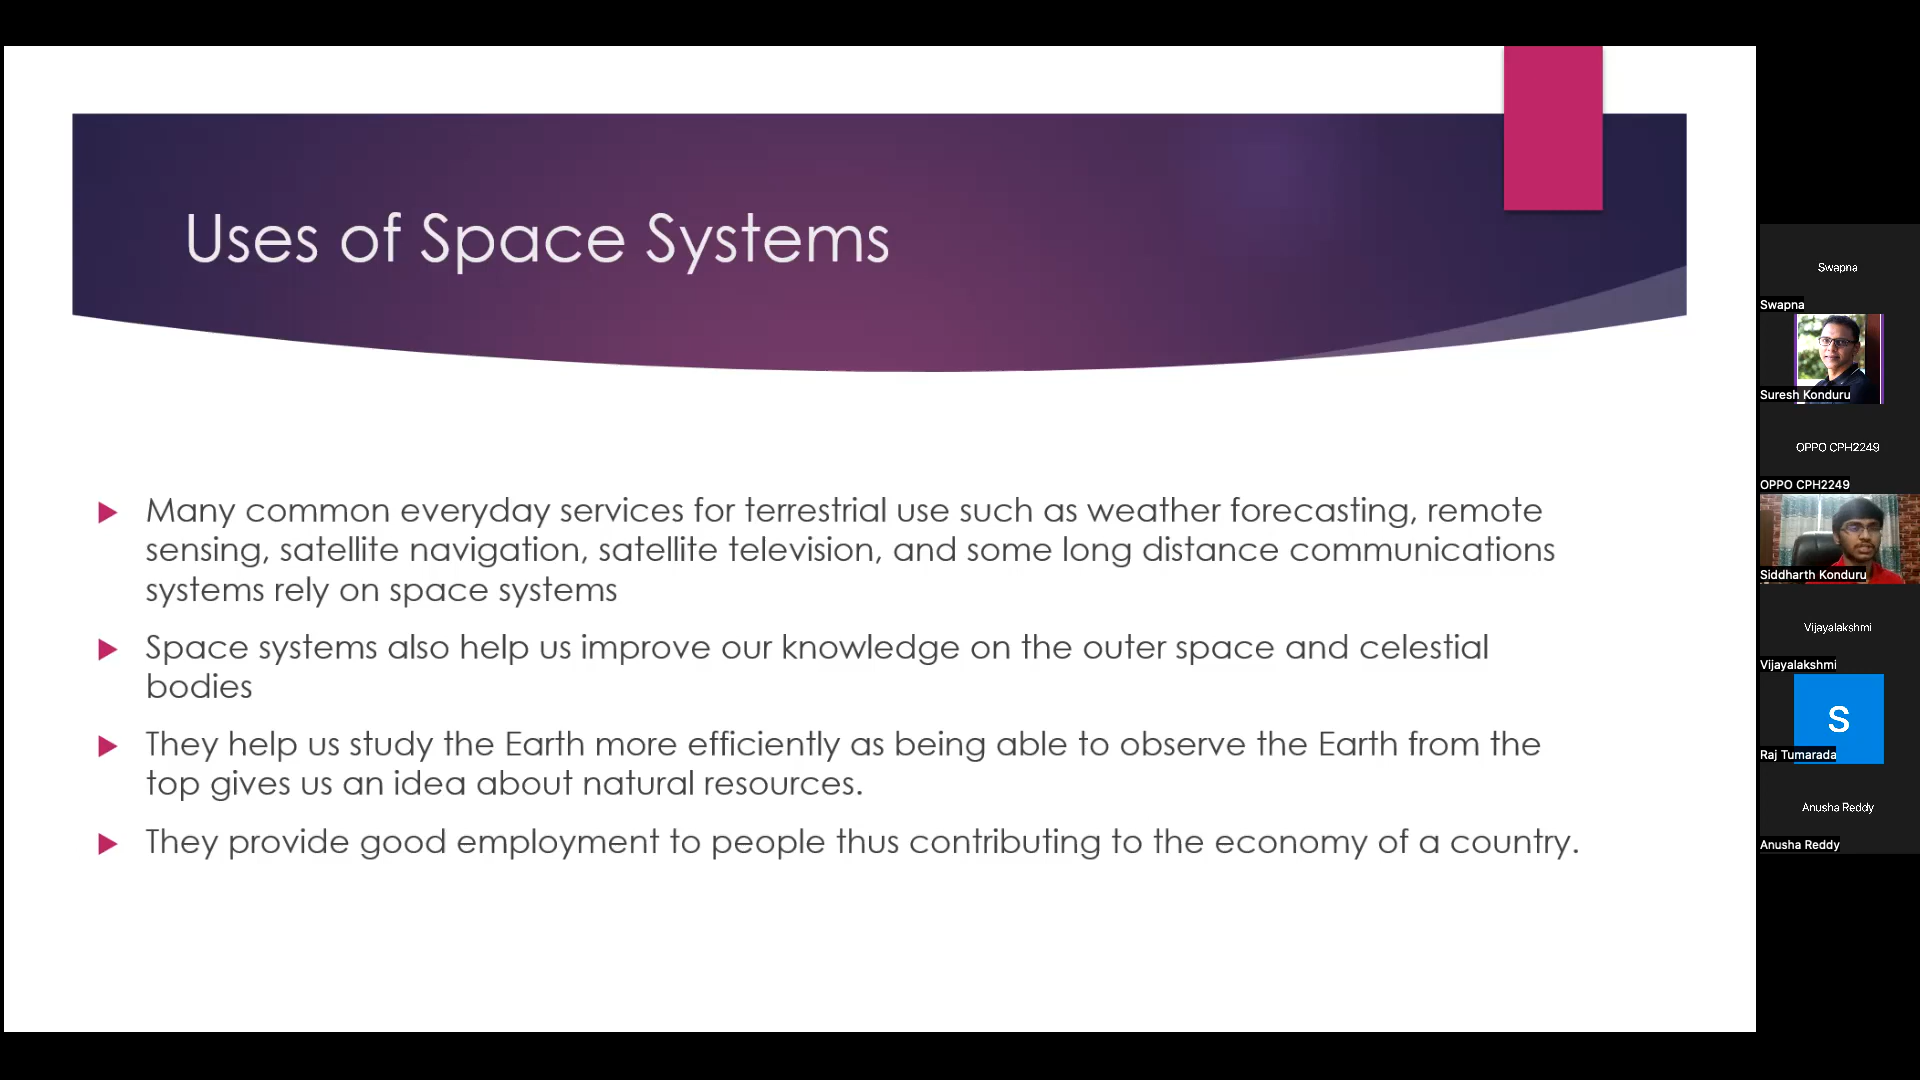 Uses of Space Systems
Many common everyday services for terrestrial use such as weather forecasting, remote
sensing, satellite navigation, satellite television, and some long distance communications
systems rely on space systems
Space systems also help us improve our knowledge on the outer space and celestial
bodies
They help us study the Earth more efficiently as being able to observe the Earth from the
top gives us an idea about natural resources.
They provide good employment to people thus contributing to the economy of a country.
Swapna
Swapna
Suresh Konduru
OPPO CPH2249
OPPO CPH2249
Siddharth Konduru
Vijayalakshmi
Vijayalakshmi
S
Raj Tumarada
Anusha Reddy
Anusha Reddy